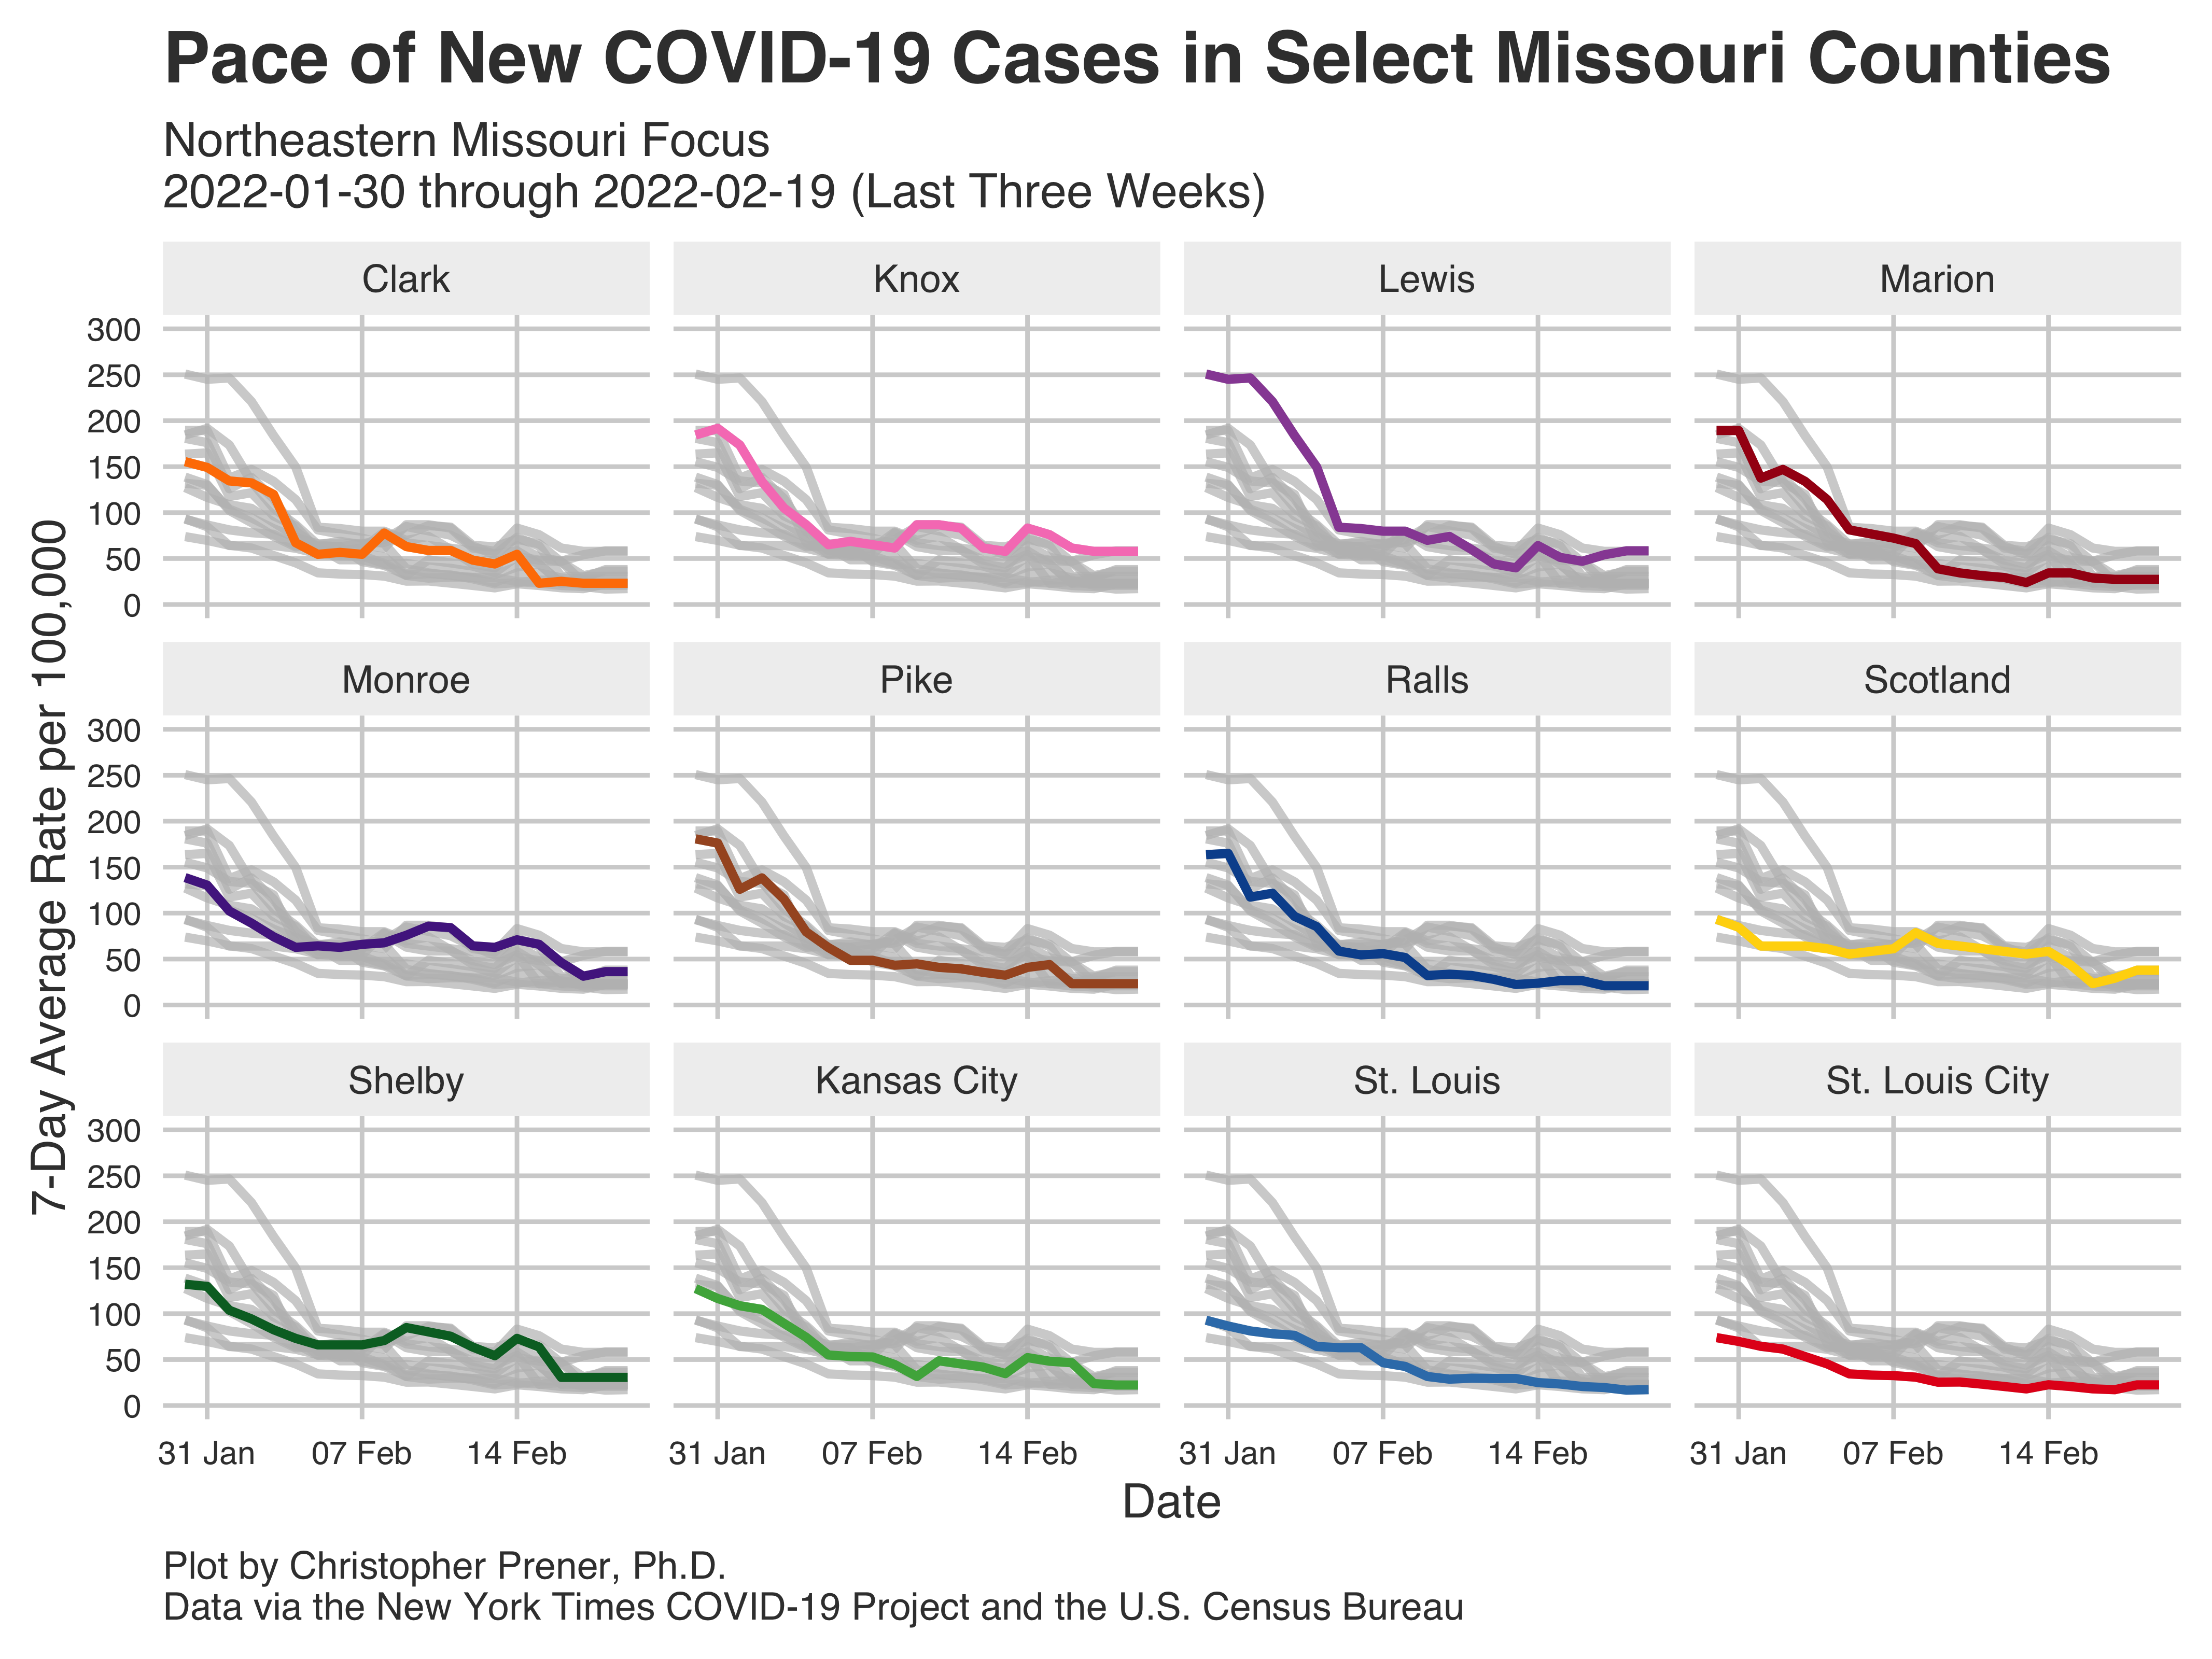 Pace of New COVID-19 Cases in Select Missouri Counties
Northeastern Missouri Focus
2022-01-30 through 2022-02-19 (Last Three Weeks)
Clark
Knox
Lewis
Marion
300
250
200
150
100
50
0
Monroe
Pike
Ralls
Scotland
300
250
200
150
100
50
0
Shelby
Kansas City
St. Louis
St. Louis City
300
250
200
150
100
50
0
7-Day Average Rate per 100,000
31 Jan 07 Feb 14 Feb
31 Jan 07 Feb 14 Feb
31 Jan 07 Feb 14 Feb
31 Jan 07 Feb 14 Feb
Date
Plot by Christopher Prener, Ph.D.
Data via the New York Times COVID-19 Project and the U.S. Census Bureau